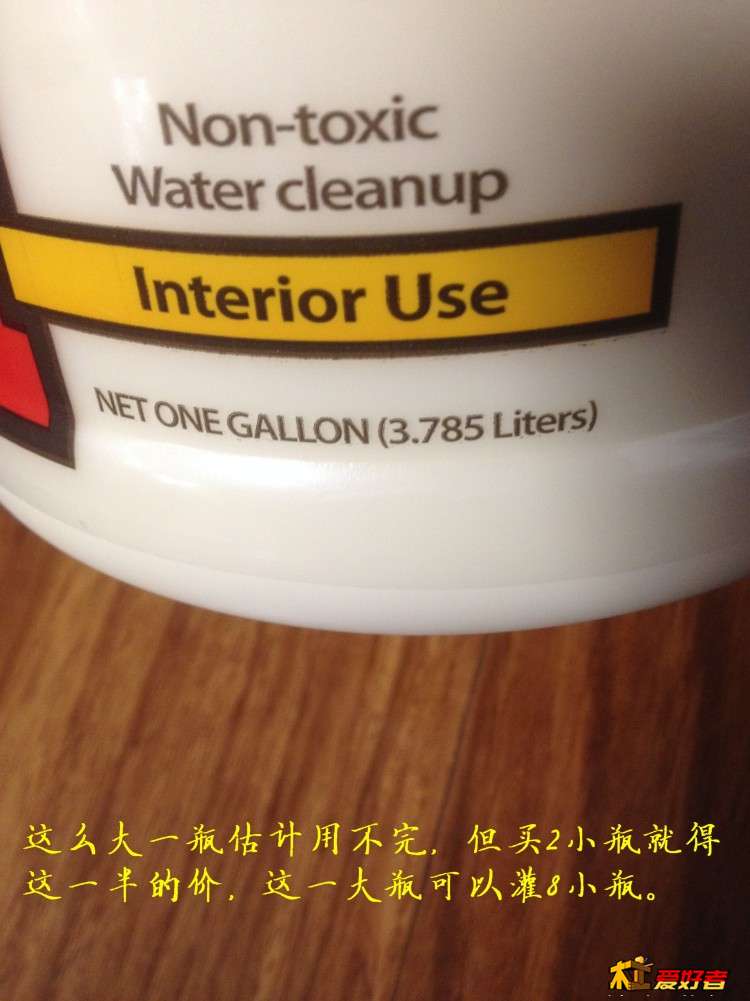 Non-toxic
Water cleanup
Interior Use
NET ONE GALLON (3.785 Liters)
这么大一瓶估计用不完，但买2小瓶就得
这一半的价，这一大瓶可以灌8小瓶。
爱好者